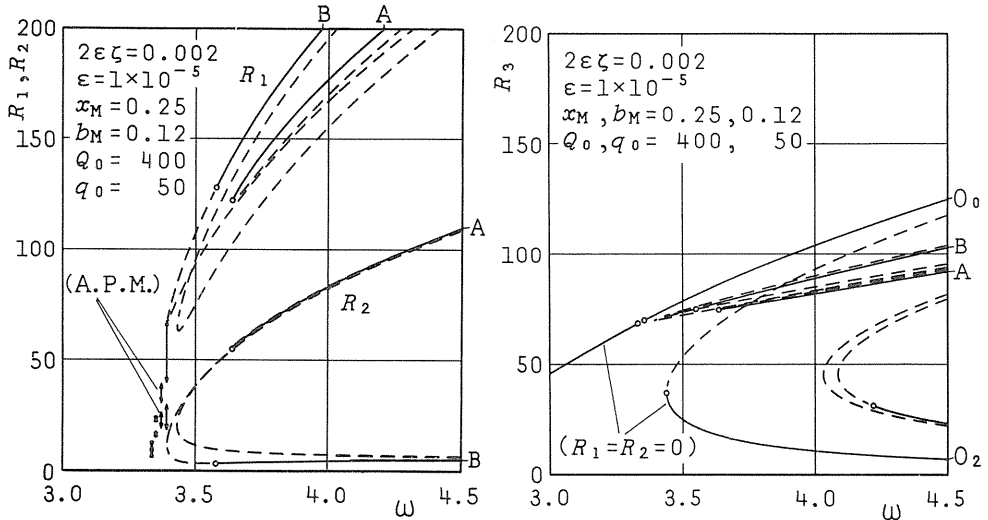 B A
200
150
100
50
0
R₁,R₂
2εζ=0.002
ε=1×10⁻⁵
xM=0.25
bM=0.12
Q₀= 400
q₀= 50
R₁
A
R₂
(A.P.M.)
B
3.0 3.5 4.0 4.5
ω
200
150
100
50
0
R₃
2εζ=0.002
ε=1×10⁻⁵
xM,bM=0.25,0.12
Q₀,q₀= 400, 50
O₀
B
A
(R₁=R₂=0)
O₂
3.0 3.5 4.0 4.5
ω